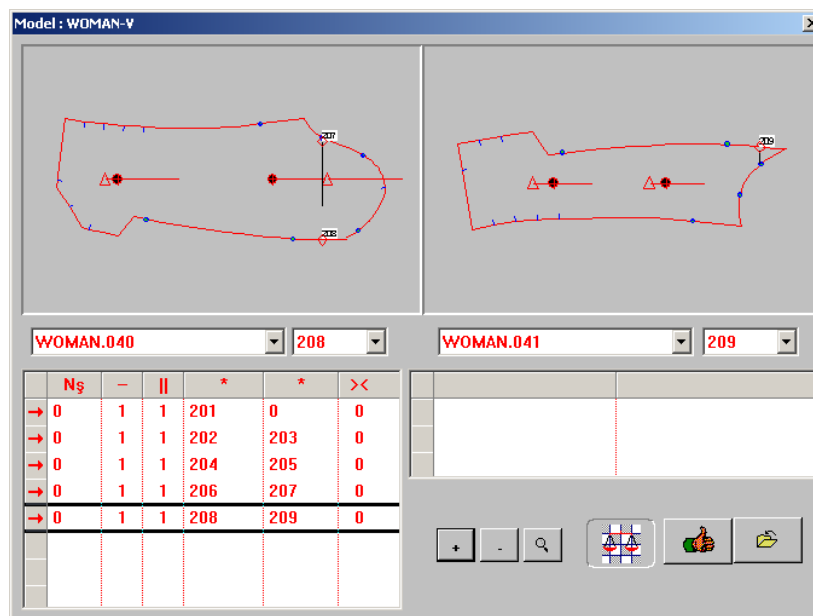 Model : WOMAN-V
207
208
209
WOMAN.040 208 WOMAN.041 209
Nş – || * * ><
→ 0 1 1 201 0 0
→ 0 1 1 202 203 0
→ 0 1 1 204 205 0
→ 0 1 1 206 207 0
→ 0 1 1 208 209 0
+ -